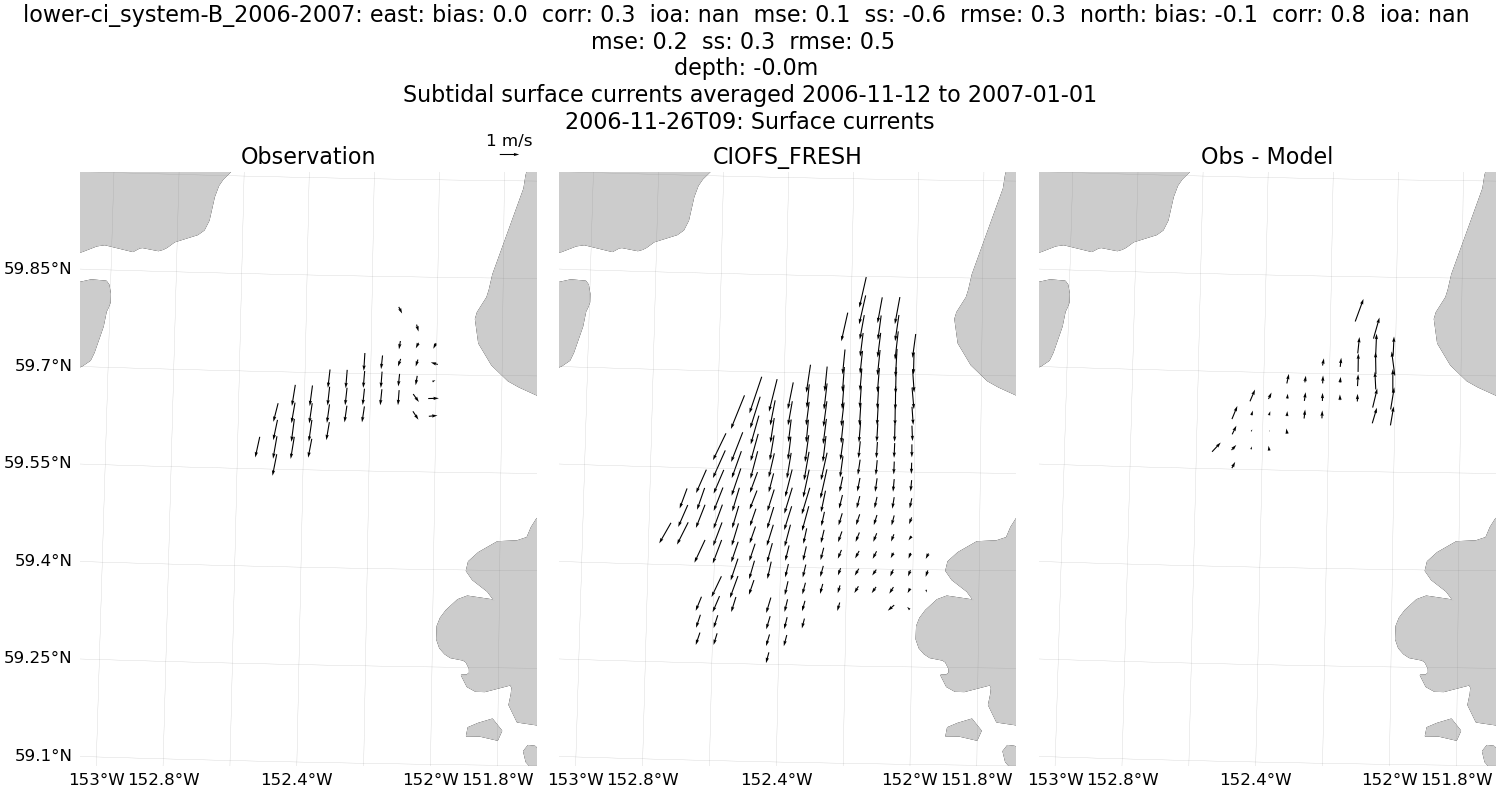 lower-ci_system-B_2006-2007: east: bias: 0.0  corr: 0.3  ioa: nan  mse: 0.1  ss: -0.6  rmse: 0.3  north: bias: -0.1  corr: 0.8  ioa: nan
mse: 0.2  ss: 0.3  rmse: 0.5
depth: -0.0m
Subtidal surface currents averaged 2006-11-12 to 2007-01-01
2006-11-26T09: Surface currents
1 m/s
Observation
CIOFS_FRESH
Obs - Model
59.85°N
59.7°N
59.55°N
59.4°N
59.25°N
59.1°N
153°W 152.8°W 152.4°W 152°W 151.8°W
153°W 152.8°W 152.4°W 152°W 151.8°W
153°W 152.8°W 152.4°W 152°W 151.8°W